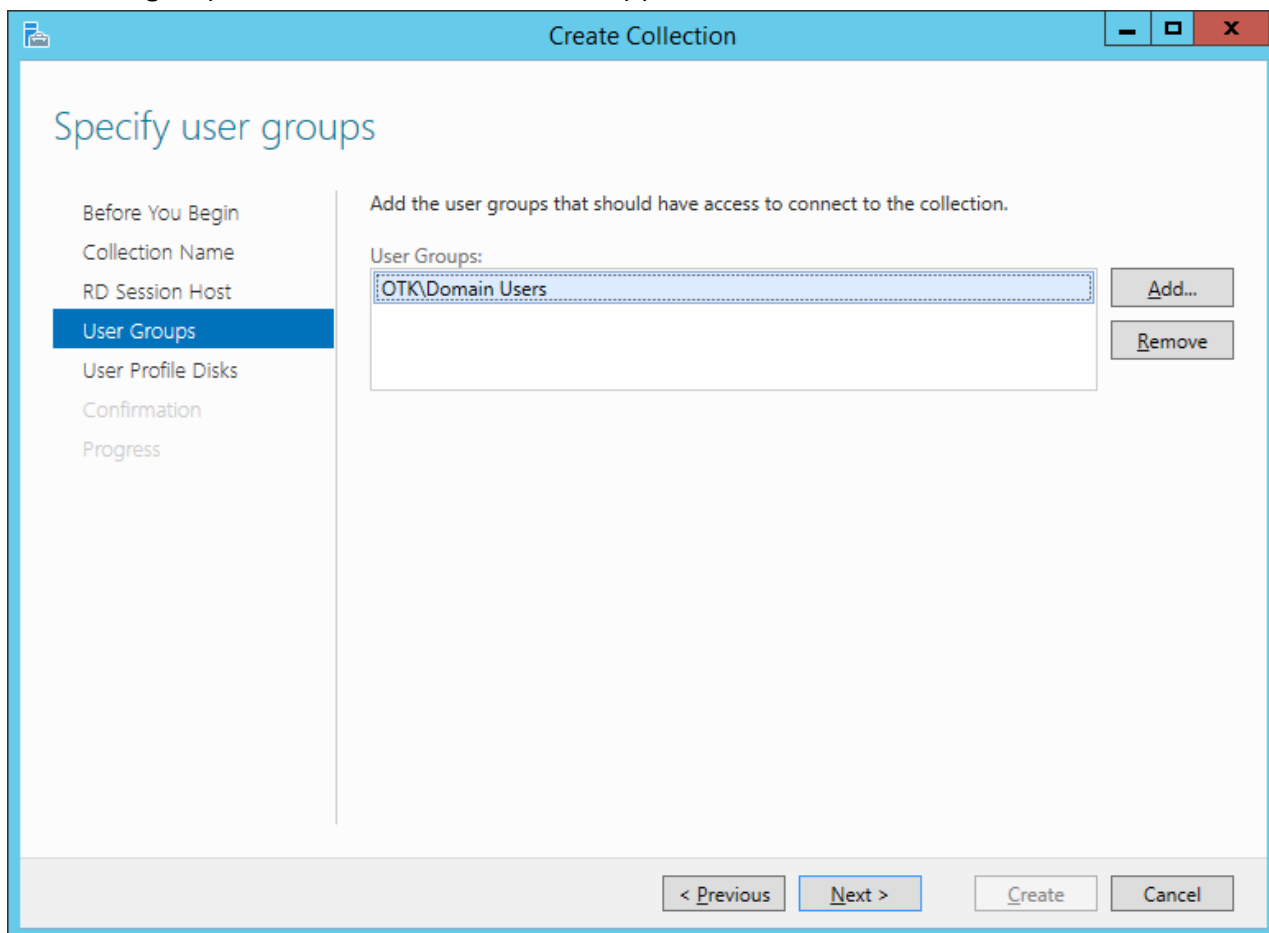 Create Collection
Specify user groups
Before You Begin
Collection Name
RD Session Host
User Groups
User Profile Disks
Confirmation
Progress
Add the user groups that should have access to connect to the collection.
User Groups:
OTK\Domain Users
Add...
Remove
< Previous
Next >
Create
Cancel